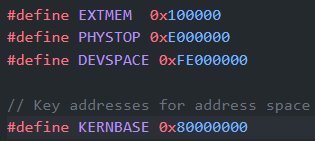 #define EXTMEM  0x100000
#define PHYSTOP 0xE000000
#define DEVSPACE 0xFE000000
// Key addresses for address space
#define KERNBASE 0x80000000